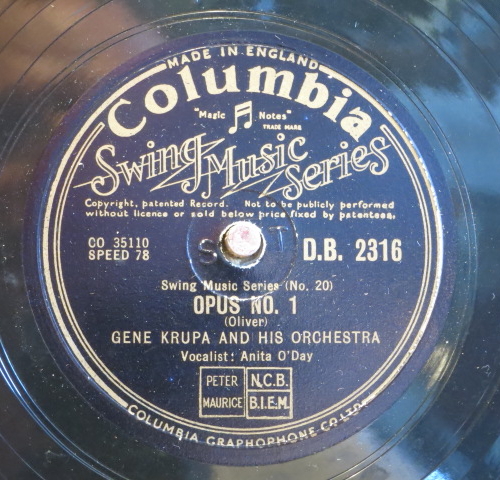 MADE IN ENGLAND
Columbia
"Magic Notes"
TRADE MARK
Swing Music Series
Copyright, patented Record. Not to be publicly performed
without licence or sold below price fixed by patentees.
CO 35110
SPEED 78
D.B. 2316
Swing Music Series (No. 20)
OPUS NO. 1
(Oliver)
GENE KRUPA AND HIS ORCHESTRA
Vocalist: Anita O'Day
PETER MAURICE
N.C.B.
B.I.E.M.
COLUMBIA GRAPHOPHONE CO. LTD.